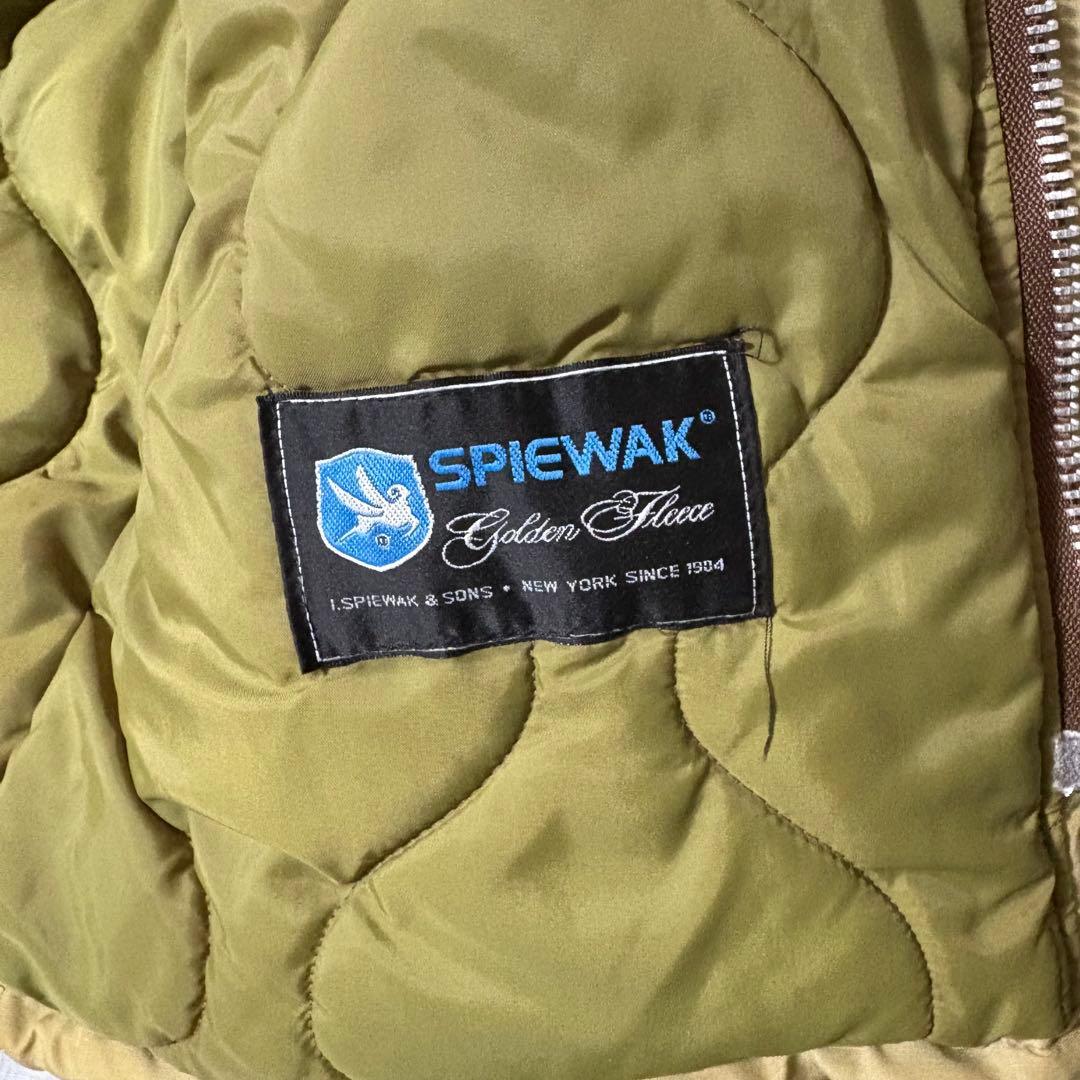 SPIEWAK®
Golden Fleece
I.SPIEWAK & SONS • NEW YORK SINCE 1904